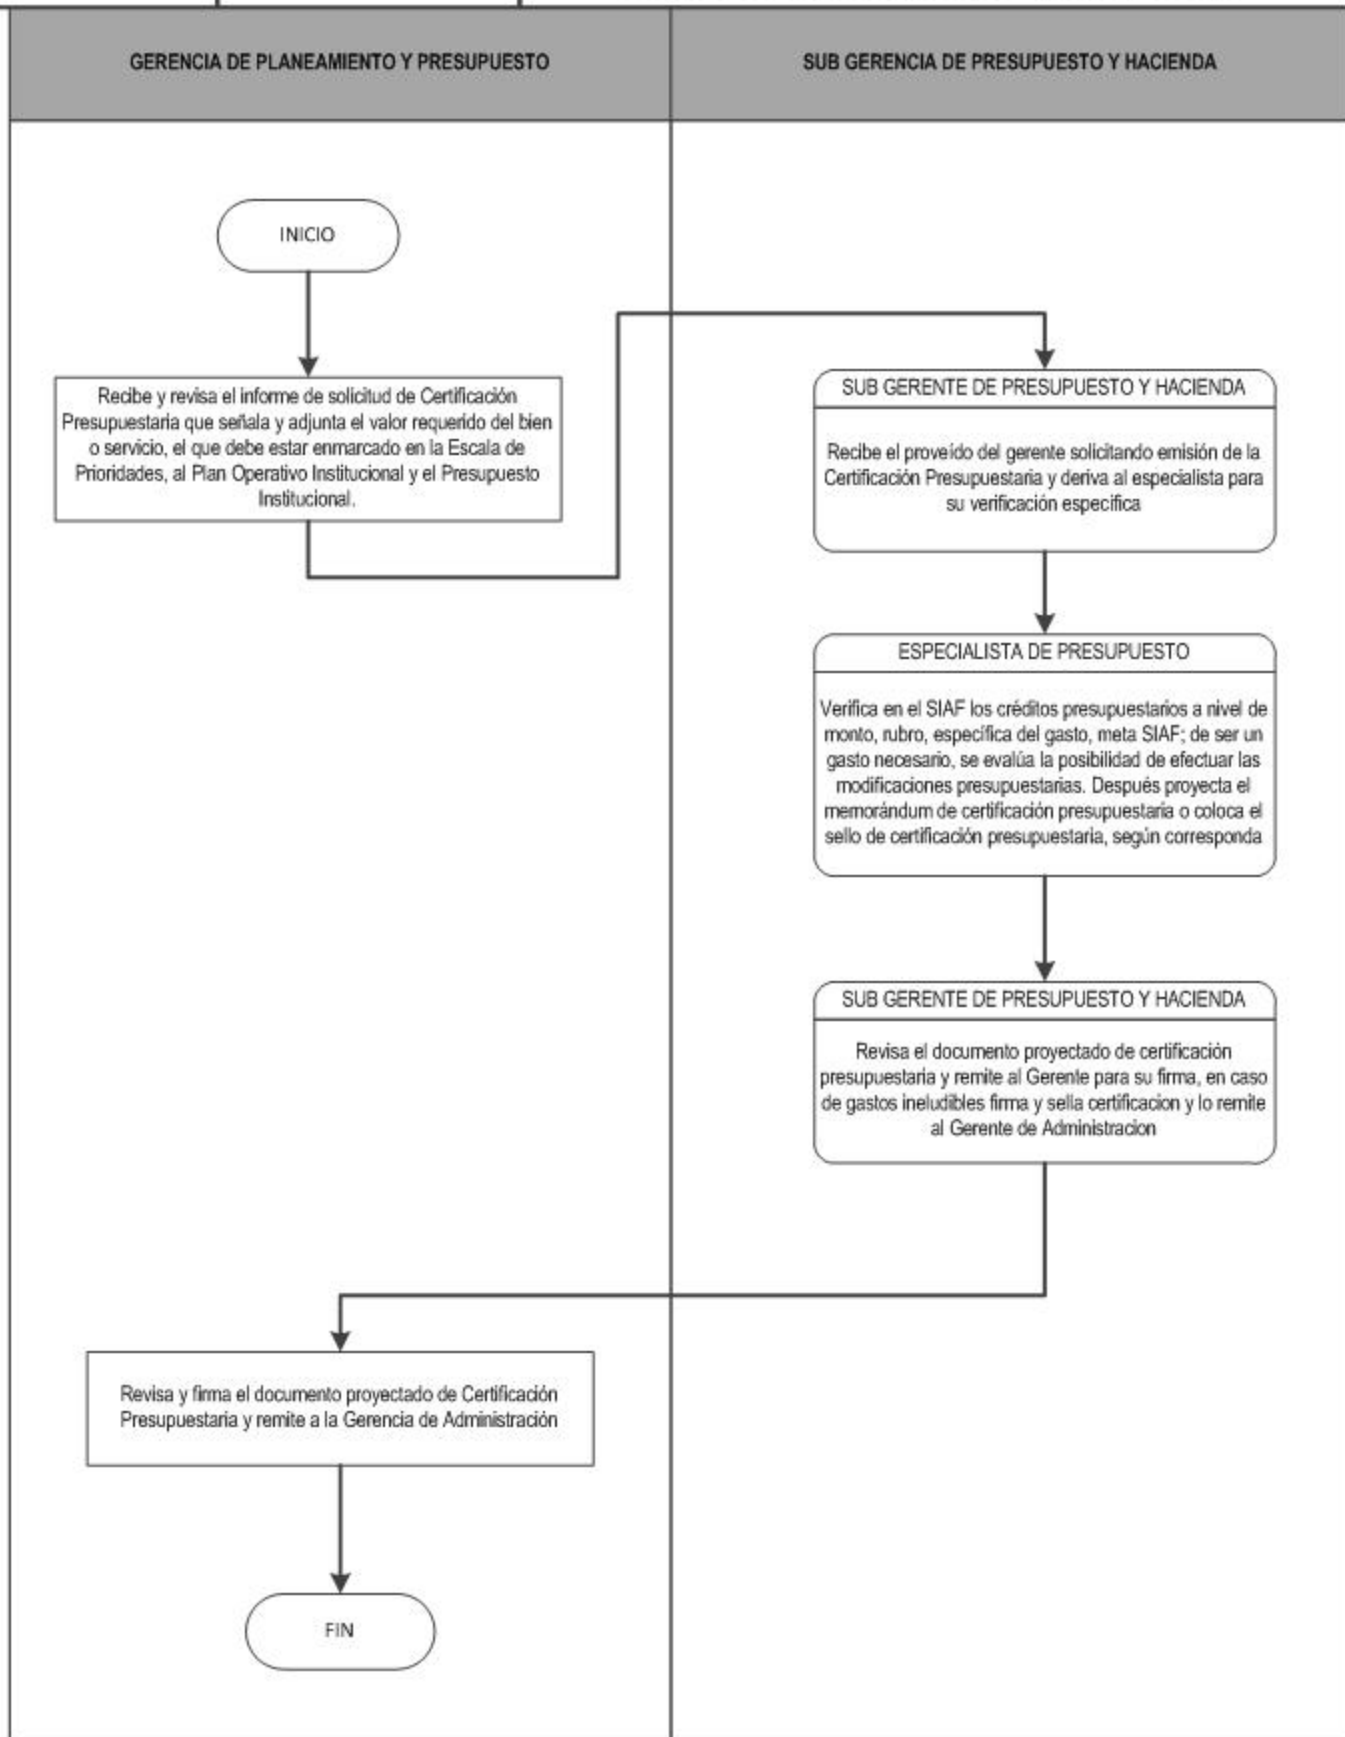 GERENCIA DE PLANEAMIENTO Y PRESUPUESTO
SUB GERENCIA DE PRESUPUESTO Y HACIENDA
INICIO
Recibe y revisa el informe de solicitud de Certificación
Presupuestaria que señala y adjunta el valor requerido del bien
o servicio, el que debe estar enmarcado en la Escala de
Prioridades, al Plan Operativo Institucional y el Presupuesto
Institucional.
SUB GERENTE DE PRESUPUESTO Y HACIENDA
Recibe el proveído del gerente solicitando emisión de la
Certificación Presupuestaria y deriva al especialista para
su verificación específica
ESPECIALISTA DE PRESUPUESTO
Verifica en el SIAF los créditos presupuestarios a nivel de
monto, rubro, específica del gasto, meta SIAF; de ser un
gasto necesario, se evalúa la posibilidad de efectuar las
modificaciones presupuestarias. Después proyecta el
memorándum de certificación presupuestaria o coloca el
sello de certificación presupuestaria, según corresponda
SUB GERENTE DE PRESUPUESTO Y HACIENDA
Revisa el documento proyectado de certificación
presupuestaria y remite al Gerente para su firma, en caso
de gastos ineludibles firma y sella certificacion y lo remite
al Gerente de Administracion
Revisa y firma el documento proyectado de Certificación
Presupuestaria y remite a la Gerencia de Administración
FIN